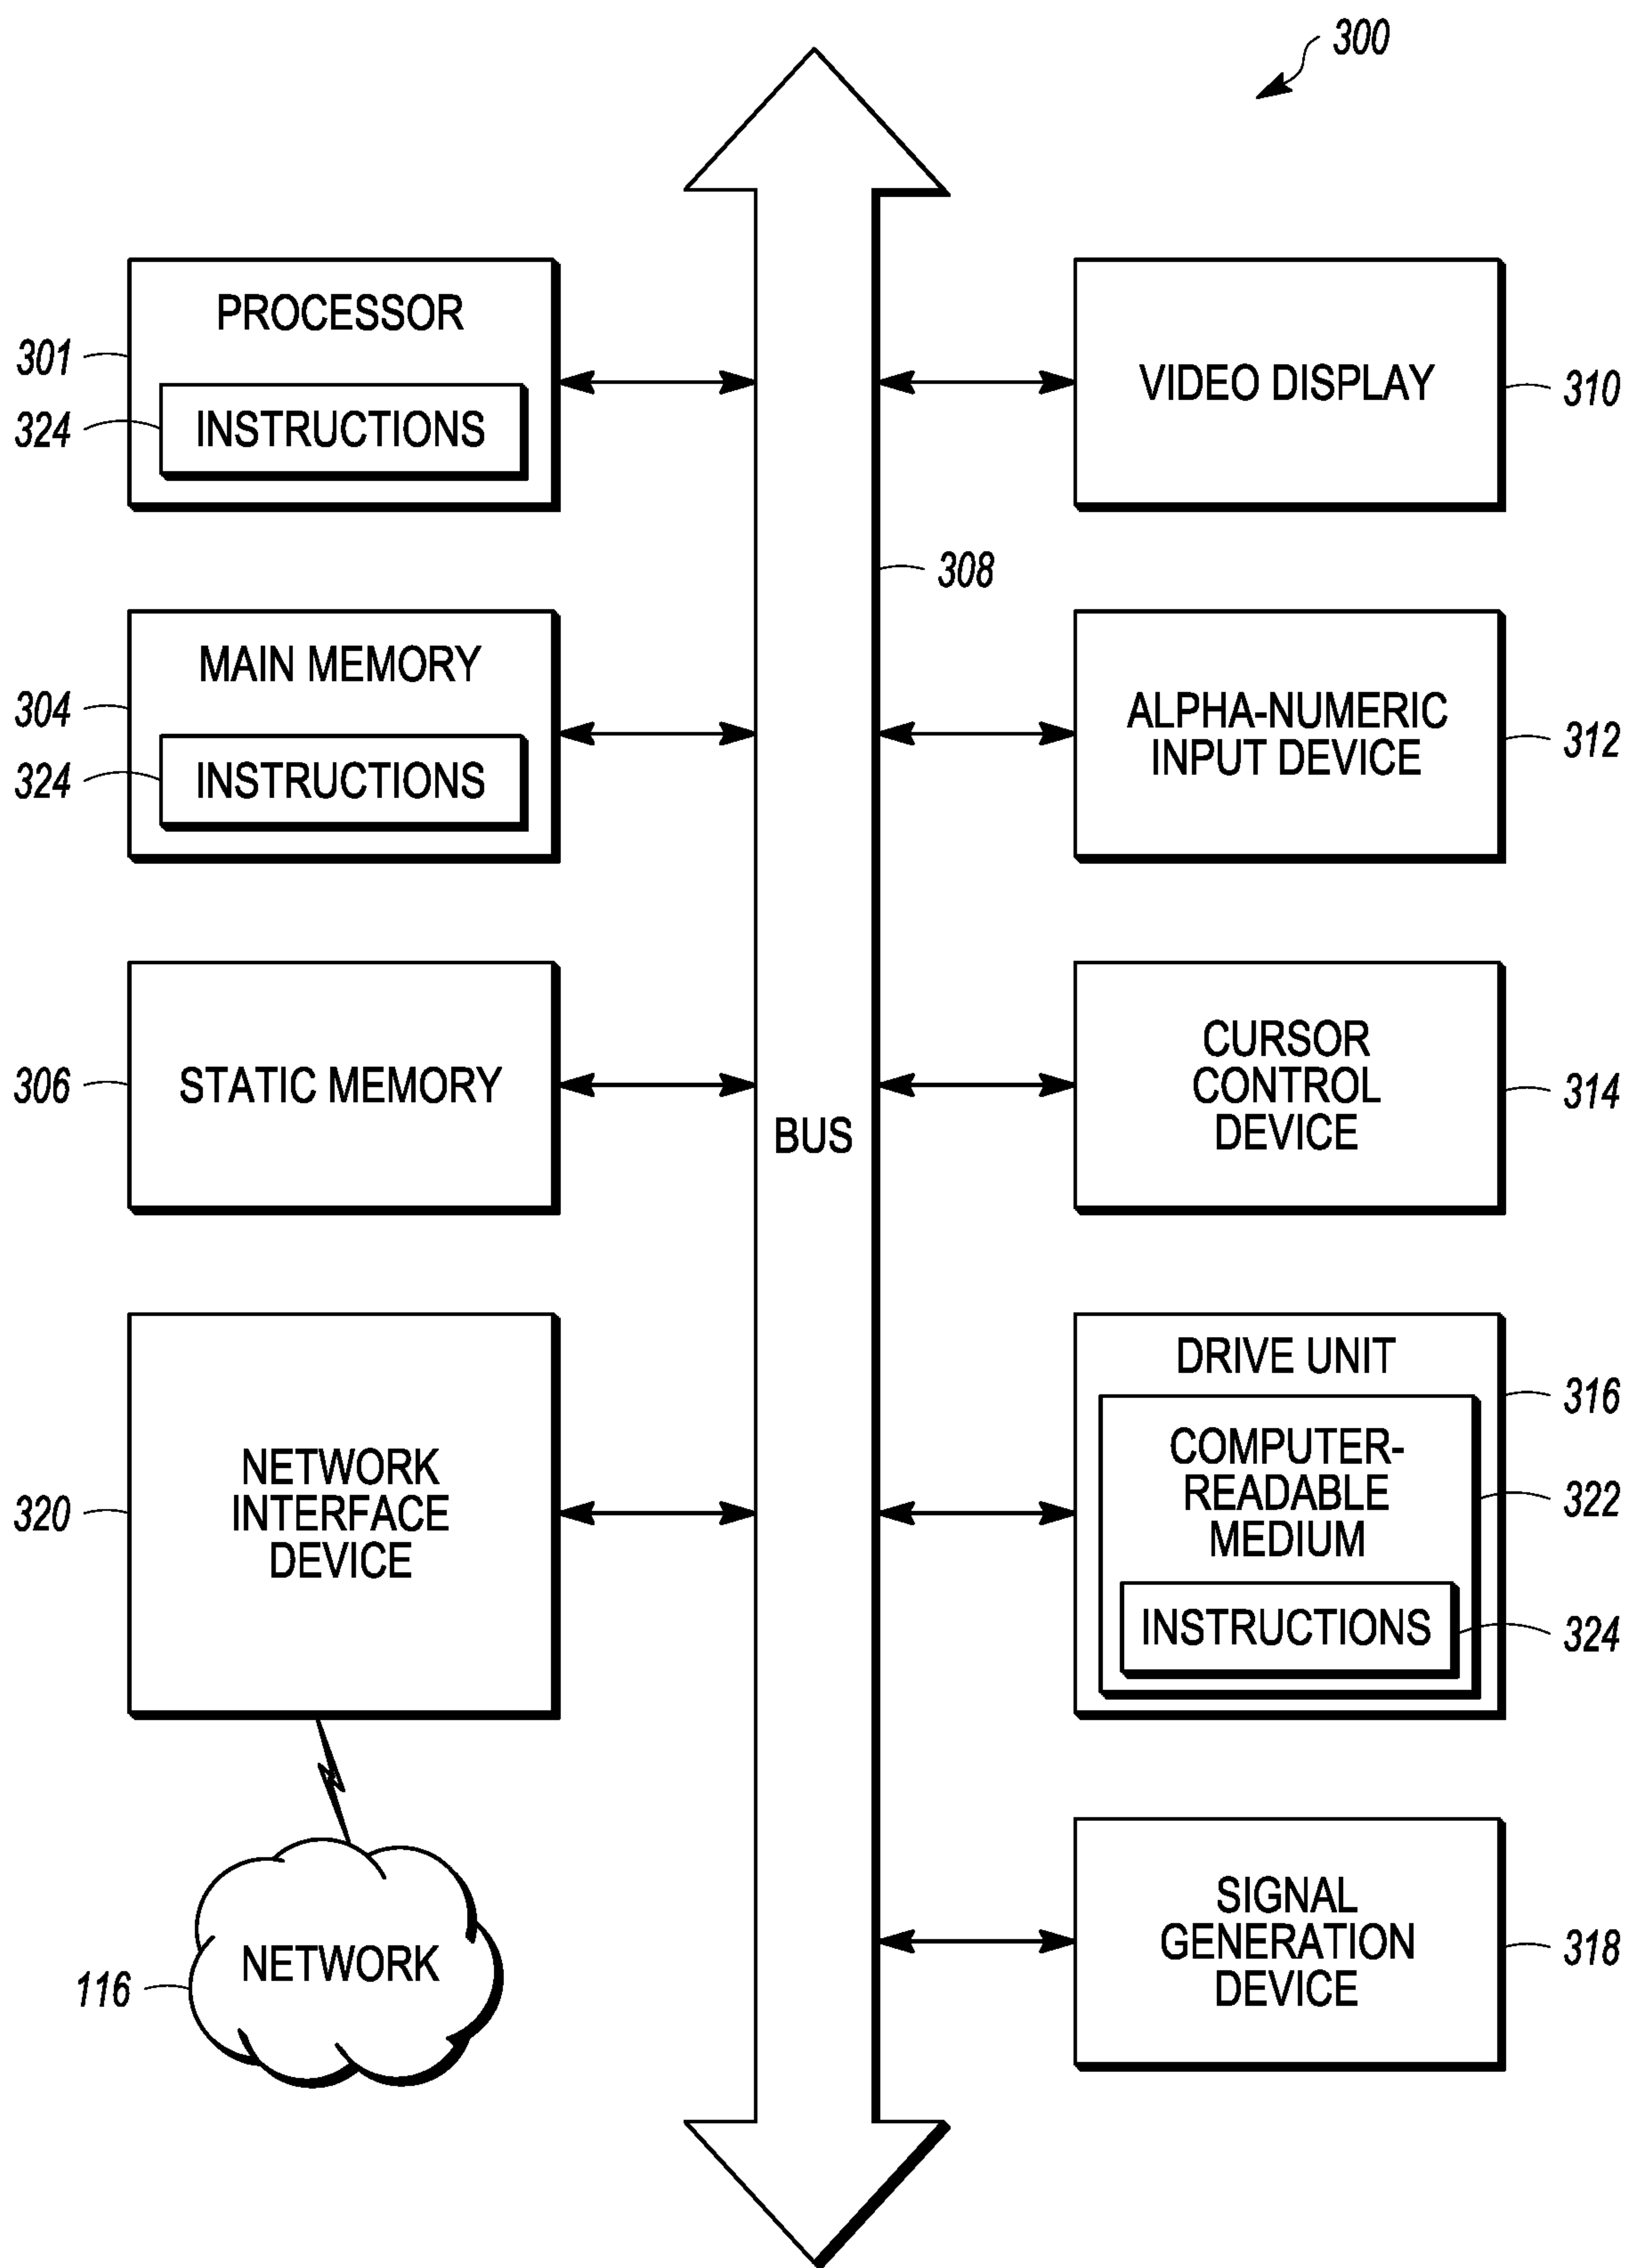 300
PROCESSOR
301
INSTRUCTIONS
324
MAIN MEMORY
304
INSTRUCTIONS
324
STATIC MEMORY
306
NETWORK
INTERFACE
DEVICE
320
NETWORK
116
BUS
308
VIDEO DISPLAY
310
ALPHA-NUMERIC
INPUT DEVICE
312
CURSOR
CONTROL
DEVICE
314
DRIVE UNIT
316
COMPUTER-
READABLE
MEDIUM
322
INSTRUCTIONS
324
SIGNAL
GENERATION
DEVICE
318